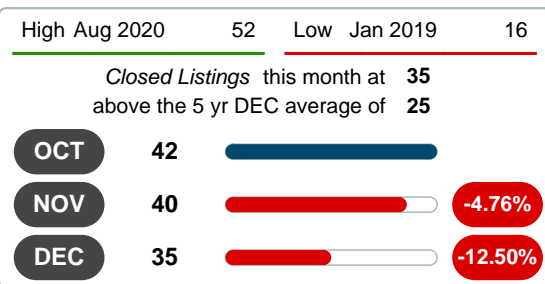 High Aug 2020 52 Low Jan 2019 16
Closed Listings this month at 35
above the 5 yr DEC average of 25
OCT 42
NOV 40 -4.76%
DEC 35 -12.50%